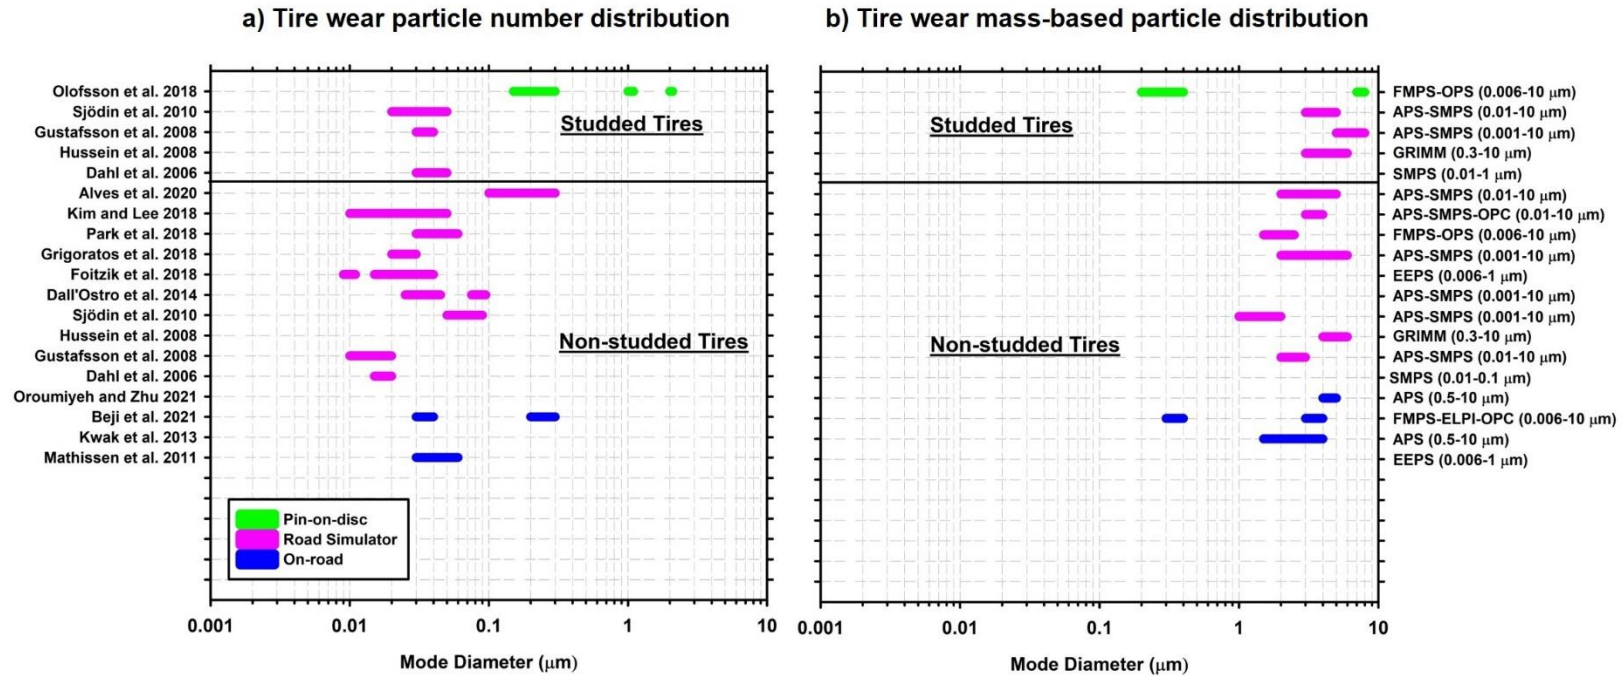 a) Tire wear particle number distribution
b) Tire wear mass-based particle distribution
Olofsson et al. 2018
Sjödin et al. 2010
Gustafsson et al. 2008
Hussein et al. 2008
Dahl et al. 2006
Alves et al. 2020
Kim and Lee 2018
Park et al. 2018
Grigoratos et al. 2018
Foitzik et al. 2018
Dall'Ostro et al. 2014
Sjödin et al. 2010
Hussein et al. 2008
Gustafsson et al. 2008
Dahl et al. 2006
Oroumiyeh and Zhu 2021
Beji et al. 2021
Kwak et al. 2013
Mathissen et al. 2011
Studded Tires
Non-studded Tires
Pin-on-disc
Road Simulator
On-road
0.001 0.01 0.1 1 10
Mode Diameter (μm)
Studded Tires
Non-studded Tires
FMPS-OPS (0.006-10 μm)
APS-SMPS (0.01-10 μm)
APS-SMPS (0.001-10 μm)
GRIMM (0.3-10 μm)
SMPS (0.01-1 μm)
APS-SMPS (0.01-10 μm)
APS-SMPS-OPC (0.01-10 μm)
FMPS-OPS (0.006-10 μm)
APS-SMPS (0.001-10 μm)
EEPS (0.006-1 μm)
APS-SMPS (0.001-10 μm)
APS-SMPS (0.001-10 μm)
GRIMM (0.3-10 μm)
APS-SMPS (0.01-10 μm)
SMPS (0.01-0.1 μm)
APS (0.5-10 μm)
FMPS-ELPI-OPC (0.006-10 μm)
APS (0.5-10 μm)
EEPS (0.006-1 μm)
0.001 0.01 0.1 1 10
Mode Diameter (μm)